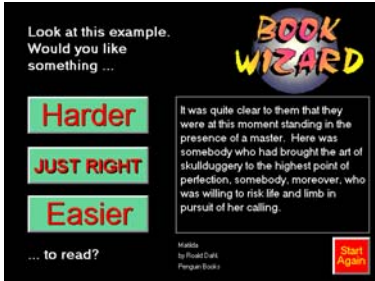 Look at this example.
Would you like
something ...
BOOK
WIZARD
Harder
JUST RIGHT
Easier
It was quite clear to them that they
were at this moment standing in the
presence of a master. Here was
somebody who had brought the art of
skullduggery to the highest point of
perfection, somebody, moreover, who
was willing to risk life and limb in
pursuit of her calling.
... to read?
Matilda
by Roald Dahl
Penguin Books
Start
Again